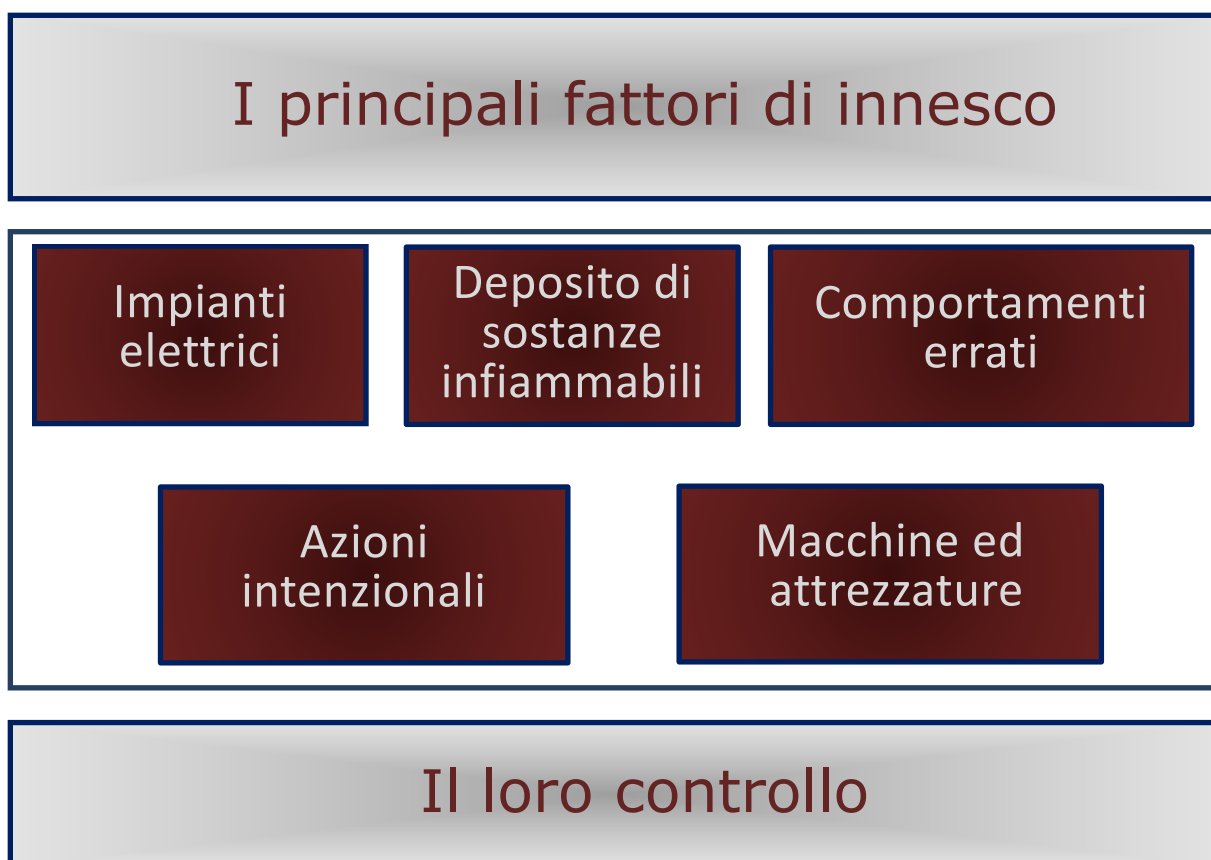 I principali fattori di innesco
Impianti
elettrici
Deposito di
sostanze
infiammabili
Comportamenti
errati
Azioni
intenzionali
Macchine ed
attrezzature
Il loro controllo